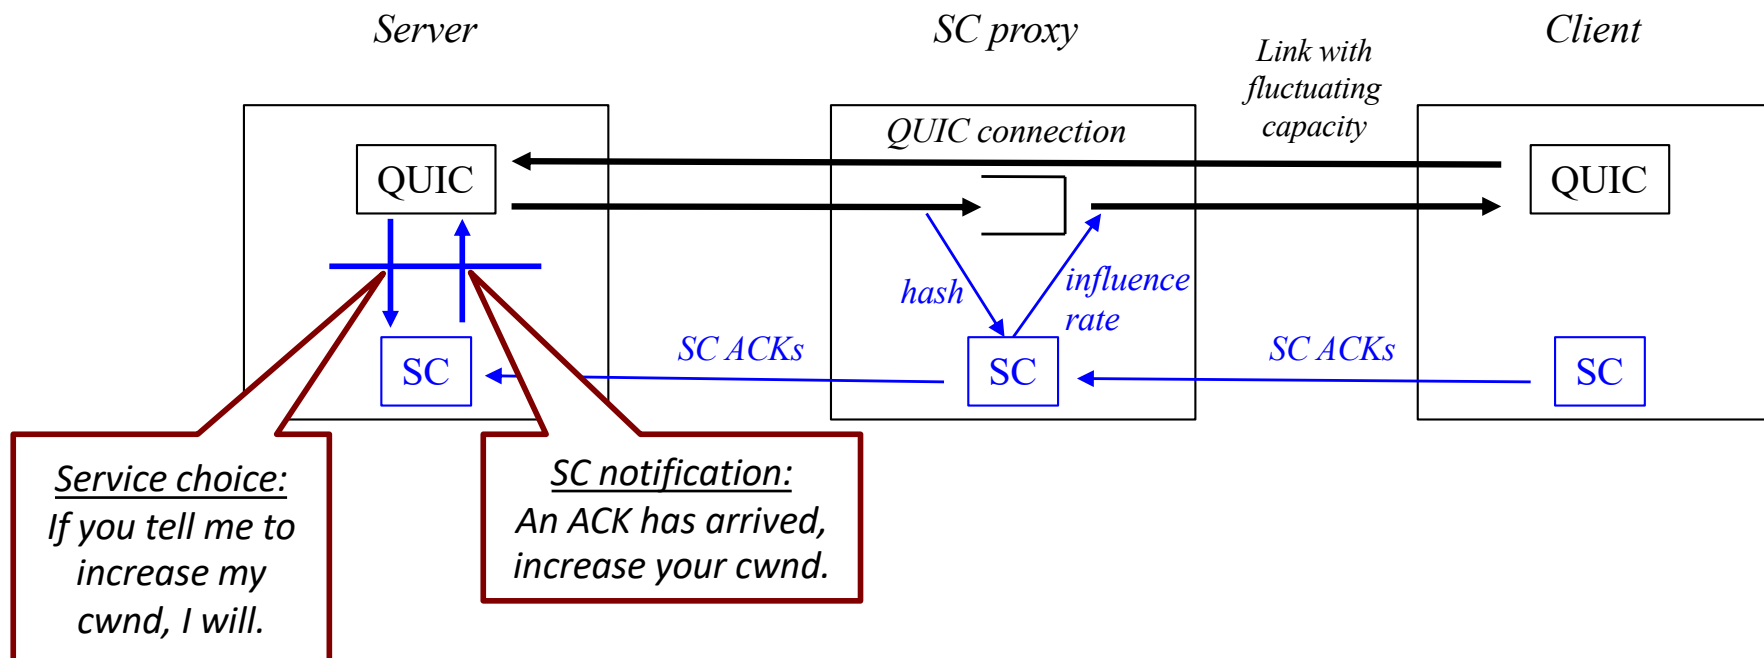 Server
SC proxy
Client
Link with
fluctuating
capacity
QUIC connection
QUIC
QUIC
hash
influence
rate
SC ACKs
SC ACKs
SC
SC
SC
Service choice:
If you tell me to
increase my
cwnd, I will.
SC notification:
An ACK has arrived,
increase your cwnd.